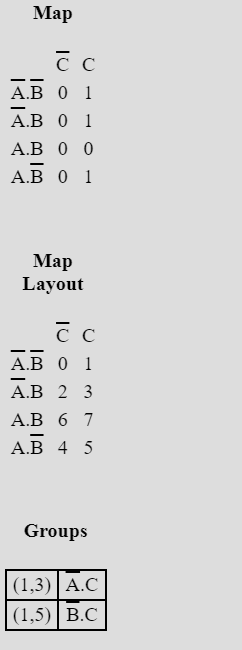 Map
C̅ C
A̅.B̅ 0 1
A̅.B 0 1
A.B 0 0
A.B̅ 0 1
Map
Layout
C̅ C
A̅.B̅ 0 1
A̅.B 2 3
A.B 6 7
A.B̅ 4 5
Groups
(1,3) A̅.C
(1,5) B̅.C